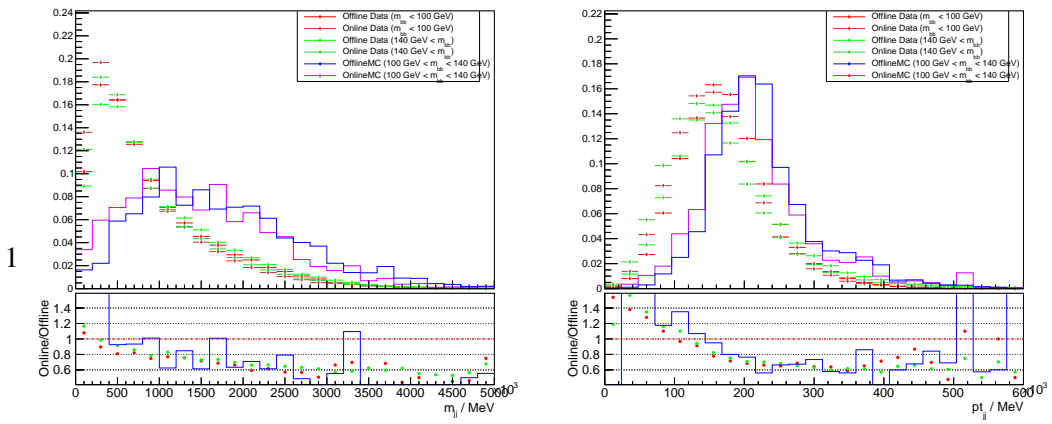 Offline Data (m_bb < 100 GeV)
Online Data (m_bb < 100 GeV)
Offline Data (140 GeV < m_bb)
Online Data (140 GeV < m_bb)
OfflineMC (100 GeV < m_bb < 140 GeV)
OnlineMC (100 GeV < m_bb < 140 GeV)
0.24
0.22
0.2
0.18
0.16
0.14
0.12
0.1
0.08
0.06
0.04
0.02
0
1
Online/Offline
1.4
1.2
1
0.8
0.6
0 500 1000 1500 2000 2500 3000 3500 4000 4500 5000
×10³
m_jj / MeV
Offline Data (m_bb < 100 GeV)
Online Data (m_bb < 100 GeV)
Offline Data (140 GeV < m_bb)
Online Data (140 GeV < m_bb)
OfflineMC (100 GeV < m_bb < 140 GeV)
OnlineMC (100 GeV < m_bb < 140 GeV)
0.22
0.2
0.18
0.16
0.14
0.12
0.1
0.08
0.06
0.04
0.02
0
Online/Offline
1.4
1.2
1
0.8
0.6
0 100 200 300 400 500 600
×10³
pt_jj / MeV